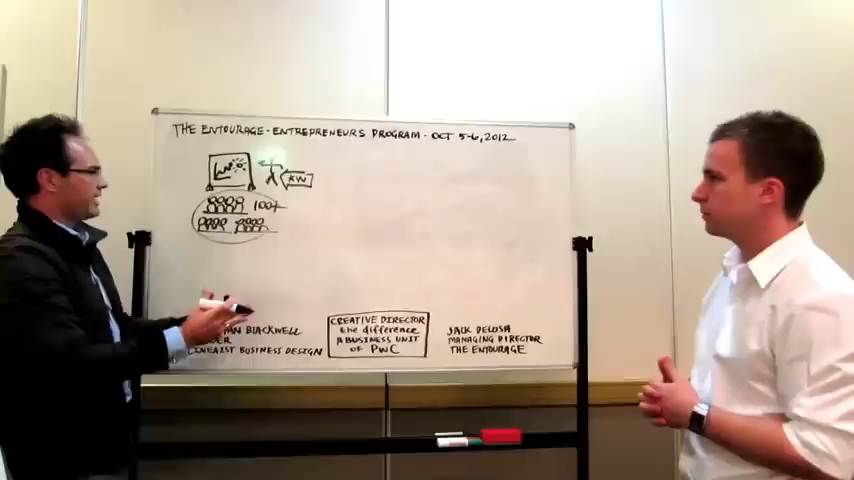 THE ENTOURAGE - ENTREPRENEURS PROGRAM - OCT 5-6, 2012
KW
100+
BLACKWELL
BUSINESS DESIGN
CREATIVE DIRECTOR
the difference
A BUSINESS UNIT
OF PWC
JACK DELOSA
MANAGING DIRECTOR
THE ENTOURAGE